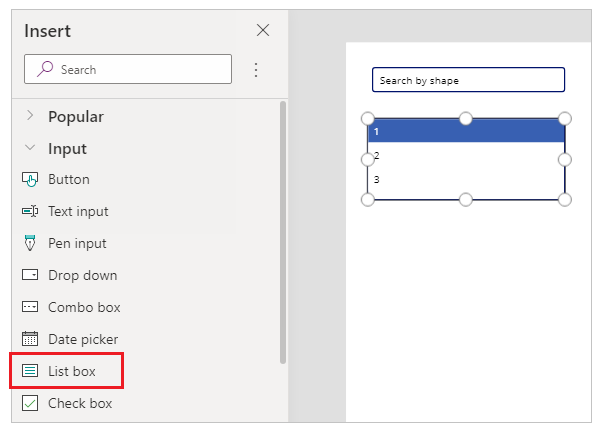 Insert
Search
Popular
Input
Button
Text input
Pen input
Drop down
Combo box
Date picker
List box
Check box
Search by shape
1
2
3